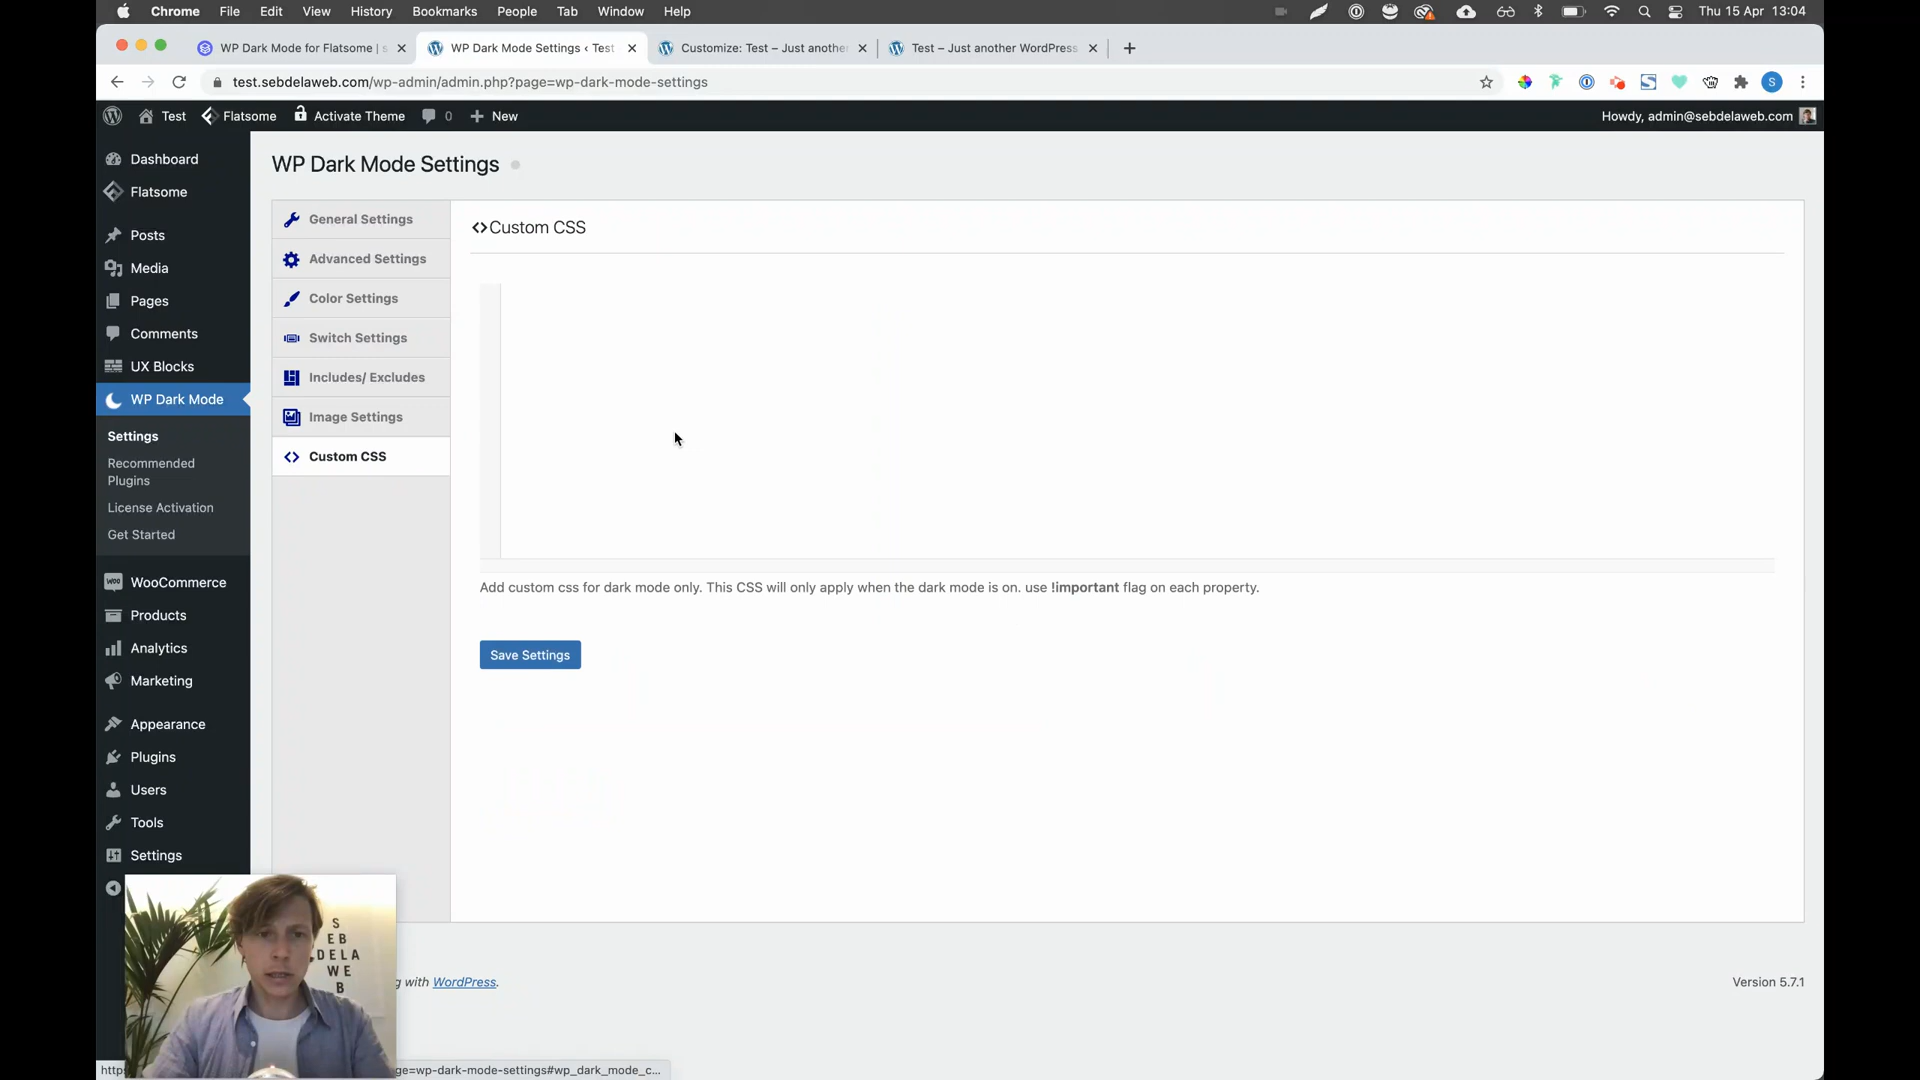 Chrome File Edit View History Bookmarks People Tab Window Help Thu 15 Apr 13:04
WP Dark Mode for Flatsome | s
WP Dark Mode Settings ‹ Test
Customize: Test – Just another
Test – Just another WordPress
test.sebdelaweb.com/wp-admin/admin.php?page=wp-dark-mode-settings
S
Test Flatsome Activate Theme 0 New Howdy, admin@sebdelaweb.com
Dashboard
Flatsome
Posts
Media
Pages
Comments
UX Blocks
WP Dark Mode
Settings
Recommended
Plugins
License Activation
Get Started
WooCommerce
Products
Analytics
Marketing
Appearance
Plugins
Users
Tools
Settings
WP Dark Mode Settings
General Settings
Advanced Settings
Color Settings
Switch Settings
Includes/ Excludes
Image Settings
Custom CSS
Custom CSS
Add custom css for dark mode only. This CSS will only apply when the dark mode is on. use !important flag on each property.
Save Settings
g with WordPress.
Version 5.7.1
S
EB
DELA
WE
B
https
ge=wp-dark-mode-settings#wp_dark_mode_c...